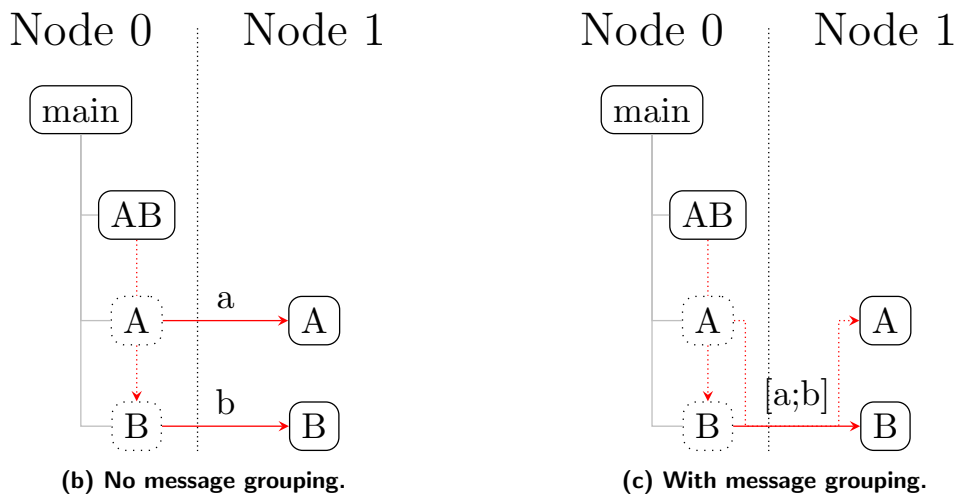 Node 0 Node 1
main
AB
A a A
B b B
(b) No message grouping.
Node 0 Node 1
main
AB
A A
B [a;b] B
(c) With message grouping.